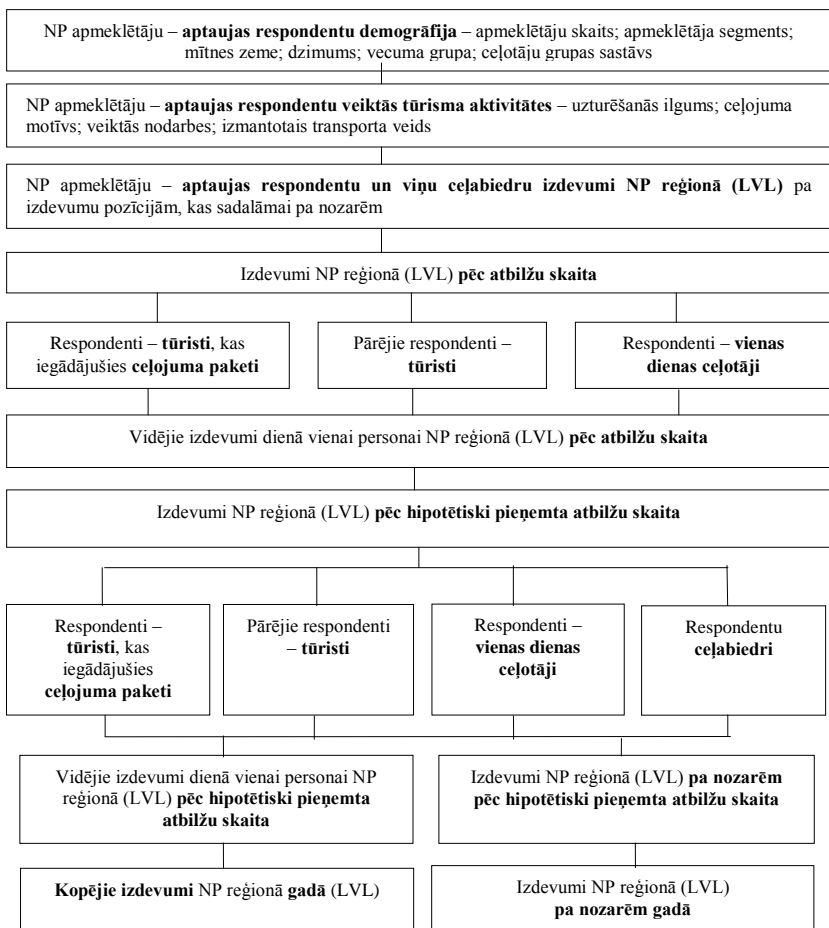 NP apmeklētāju – aptaujas respondentu demogrāfija – apmeklētāju skaits; apmeklētāja segments;
mītnes zeme; dzimums; vecuma grupa; ceļotāju grupas sastāvs
NP apmeklētāju – aptaujas respondentu veiktās tūrisma aktivitātes – uzturēšanās ilgums; ceļojuma
motīvs; veiktās nodarbes; izmantotais transporta veids
NP apmeklētāju – aptaujas respondentu un viņu ceļabiedru izdevumi NP reģionā (LVL) pa
izdevumu pozīcijām, kas sadalāmai pa nozarēm
Izdevumi NP reģionā (LVL) pēc atbilžu skaita
Respondenti – tūristi, kas
iegādājušies ceļojuma paketi
Pārējie respondenti –
tūristi
Respondenti – vienas
dienas ceļotāji
Vidējie izdevumi dienā vienai personai NP reģionā (LVL) pēc atbilžu skaita
Izdevumi NP reģionā (LVL) pēc hipotētiski pieņemta atbilžu skaita
Respondenti –
tūristi, kas
iegādājušies
ceļojuma paketi
Pārējie respondenti
– tūristi
Respondenti –
vienas dienas
ceļotāji
Respondentu
ceļabiedri
Vidējie izdevumi dienā vienai personai NP
reģionā (LVL) pēc hipotētiski pieņemta
atbilžu skaita
Izdevumi NP reģionā (LVL) pa nozarēm
pēc hipotētiski pieņemta atbilžu skaita
Kopējie izdevumi NP reģionā gadā (LVL)
Izdevumi NP reģionā (LVL)
pa nozarēm gadā